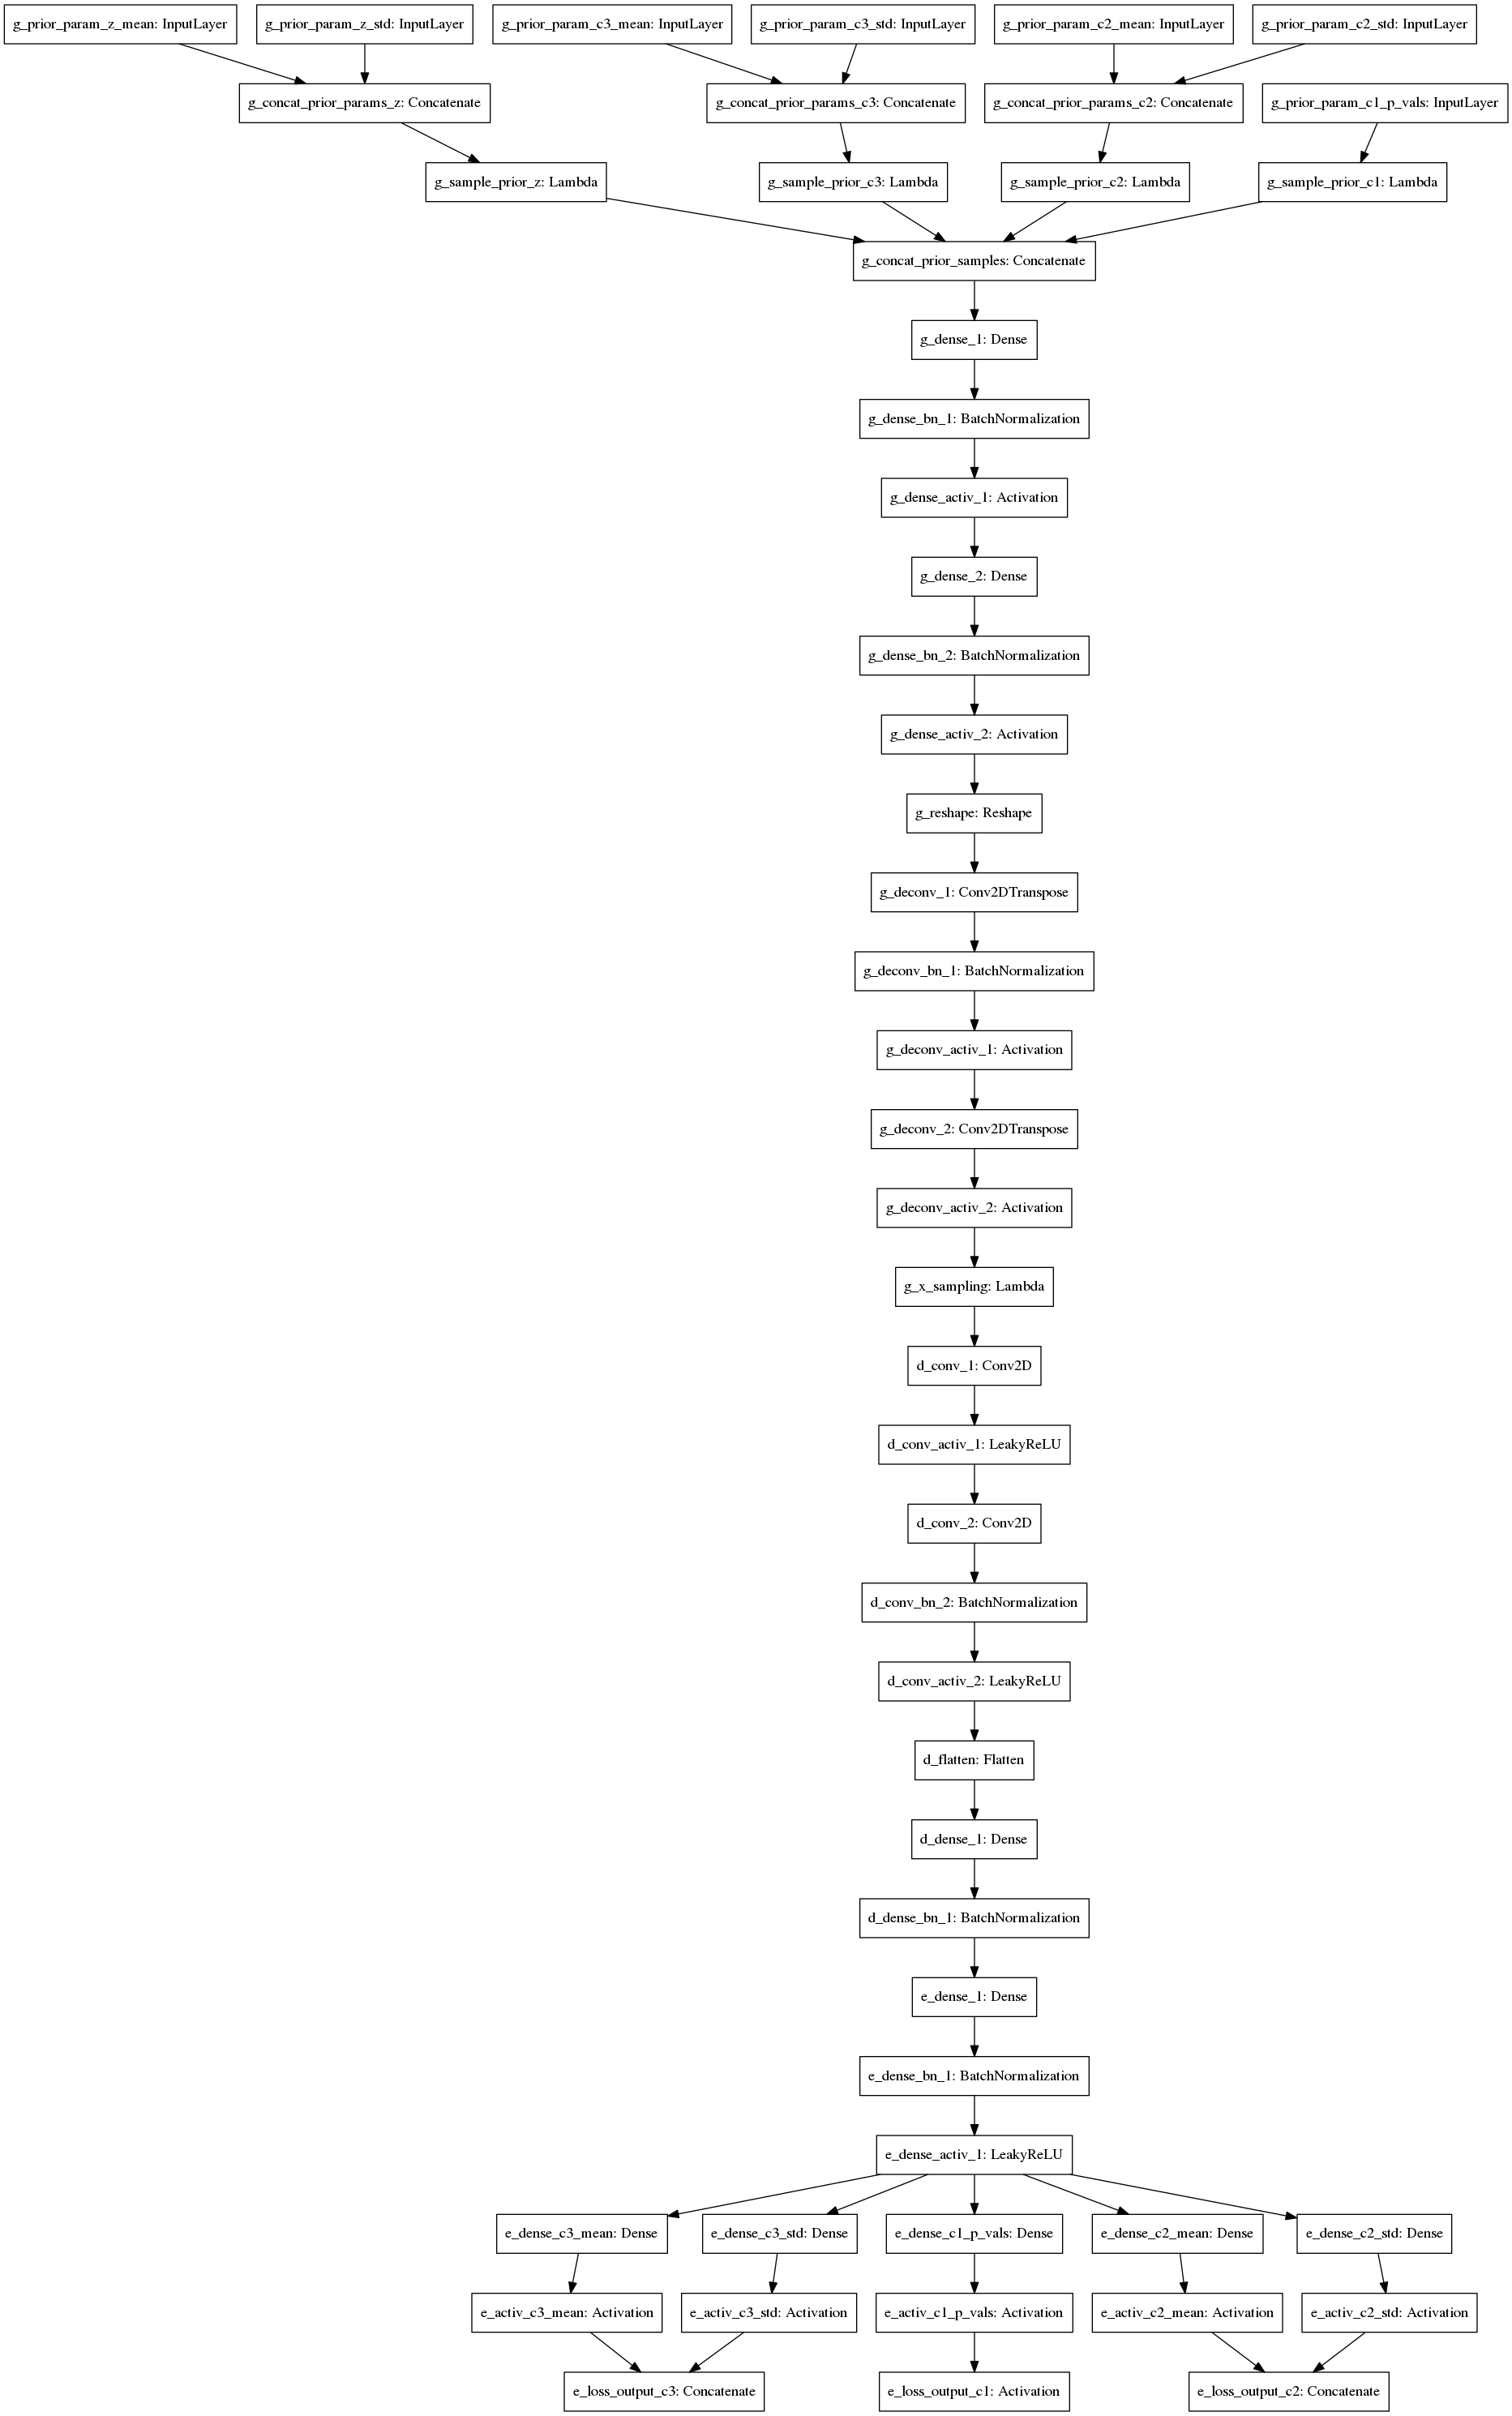 g_prior_param_z_mean: InputLayer
g_prior_param_z_std: InputLayer
g_prior_param_c3_mean: InputLayer
g_prior_param_c3_std: InputLayer
g_prior_param_c2_mean: InputLayer
g_prior_param_c2_std: InputLayer
g_concat_prior_params_z: Concatenate
g_concat_prior_params_c3: Concatenate
g_concat_prior_params_c2: Concatenate
g_prior_param_c1_p_vals: InputLayer
g_sample_prior_z: Lambda
g_sample_prior_c3: Lambda
g_sample_prior_c2: Lambda
g_sample_prior_c1: Lambda
g_concat_prior_samples: Concatenate
g_dense_1: Dense
g_dense_bn_1: BatchNormalization
g_dense_activ_1: Activation
g_dense_2: Dense
g_dense_bn_2: BatchNormalization
g_dense_activ_2: Activation
g_reshape: Reshape
g_deconv_1: Conv2DTranspose
g_deconv_bn_1: BatchNormalization
g_deconv_activ_1: Activation
g_deconv_2: Conv2DTranspose
g_deconv_activ_2: Activation
g_x_sampling: Lambda
d_conv_1: Conv2D
d_conv_activ_1: LeakyReLU
d_conv_2: Conv2D
d_conv_bn_2: BatchNormalization
d_conv_activ_2: LeakyReLU
d_flatten: Flatten
d_dense_1: Dense
d_dense_bn_1: BatchNormalization
e_dense_1: Dense
e_dense_bn_1: BatchNormalization
e_dense_activ_1: LeakyReLU
e_dense_c3_mean: Dense
e_dense_c3_std: Dense
e_dense_c1_p_vals: Dense
e_dense_c2_mean: Dense
e_dense_c2_std: Dense
e_activ_c3_mean: Activation
e_activ_c3_std: Activation
e_activ_c1_p_vals: Activation
e_activ_c2_mean: Activation
e_activ_c2_std: Activation
e_loss_output_c3: Concatenate
e_loss_output_c1: Activation
e_loss_output_c2: Concatenate